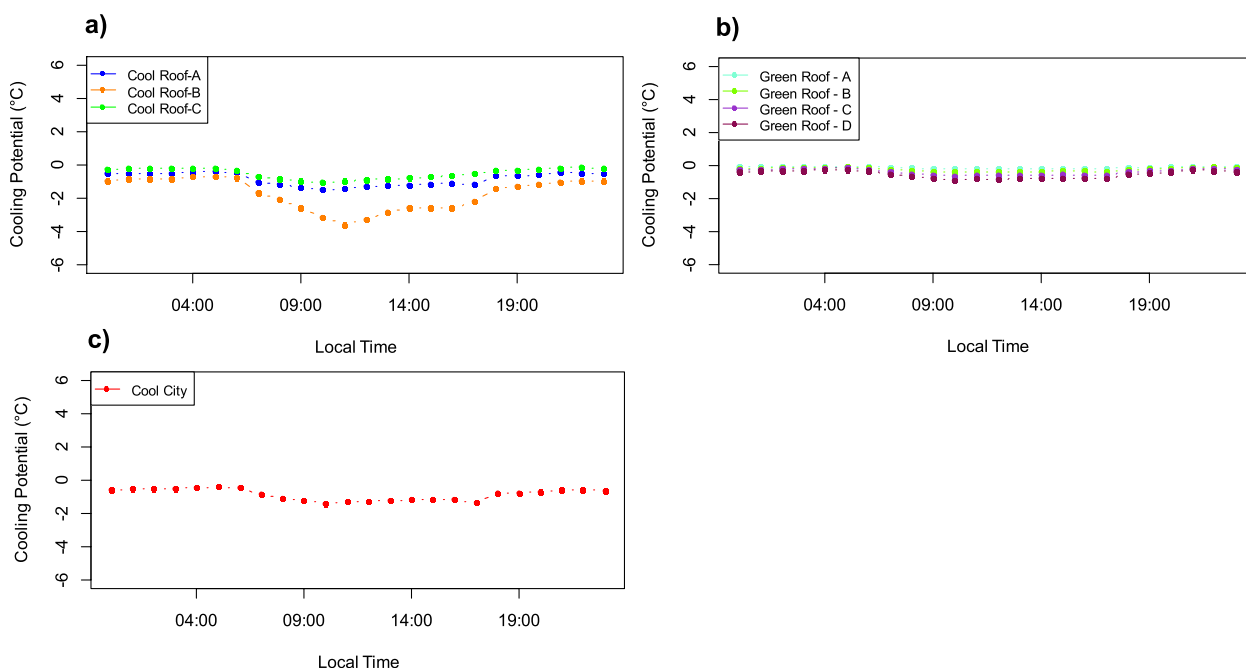 a)
Cool Roof-A
Cool Roof-B
Cool Roof-C
Cooling Potential (°C)
6
4
2
0
-2
-4
-6
04:00 09:00 14:00 19:00
Local Time
b)
Green Roof - A
Green Roof - B
Green Roof - C
Green Roof - D
Cooling Potential (°C)
6
4
2
0
-2
-4
-6
04:00 09:00 14:00 19:00
Local Time
c)
Cool City
Cooling Potential (°C)
6
4
2
0
-2
-4
-6
04:00 09:00 14:00 19:00
Local Time